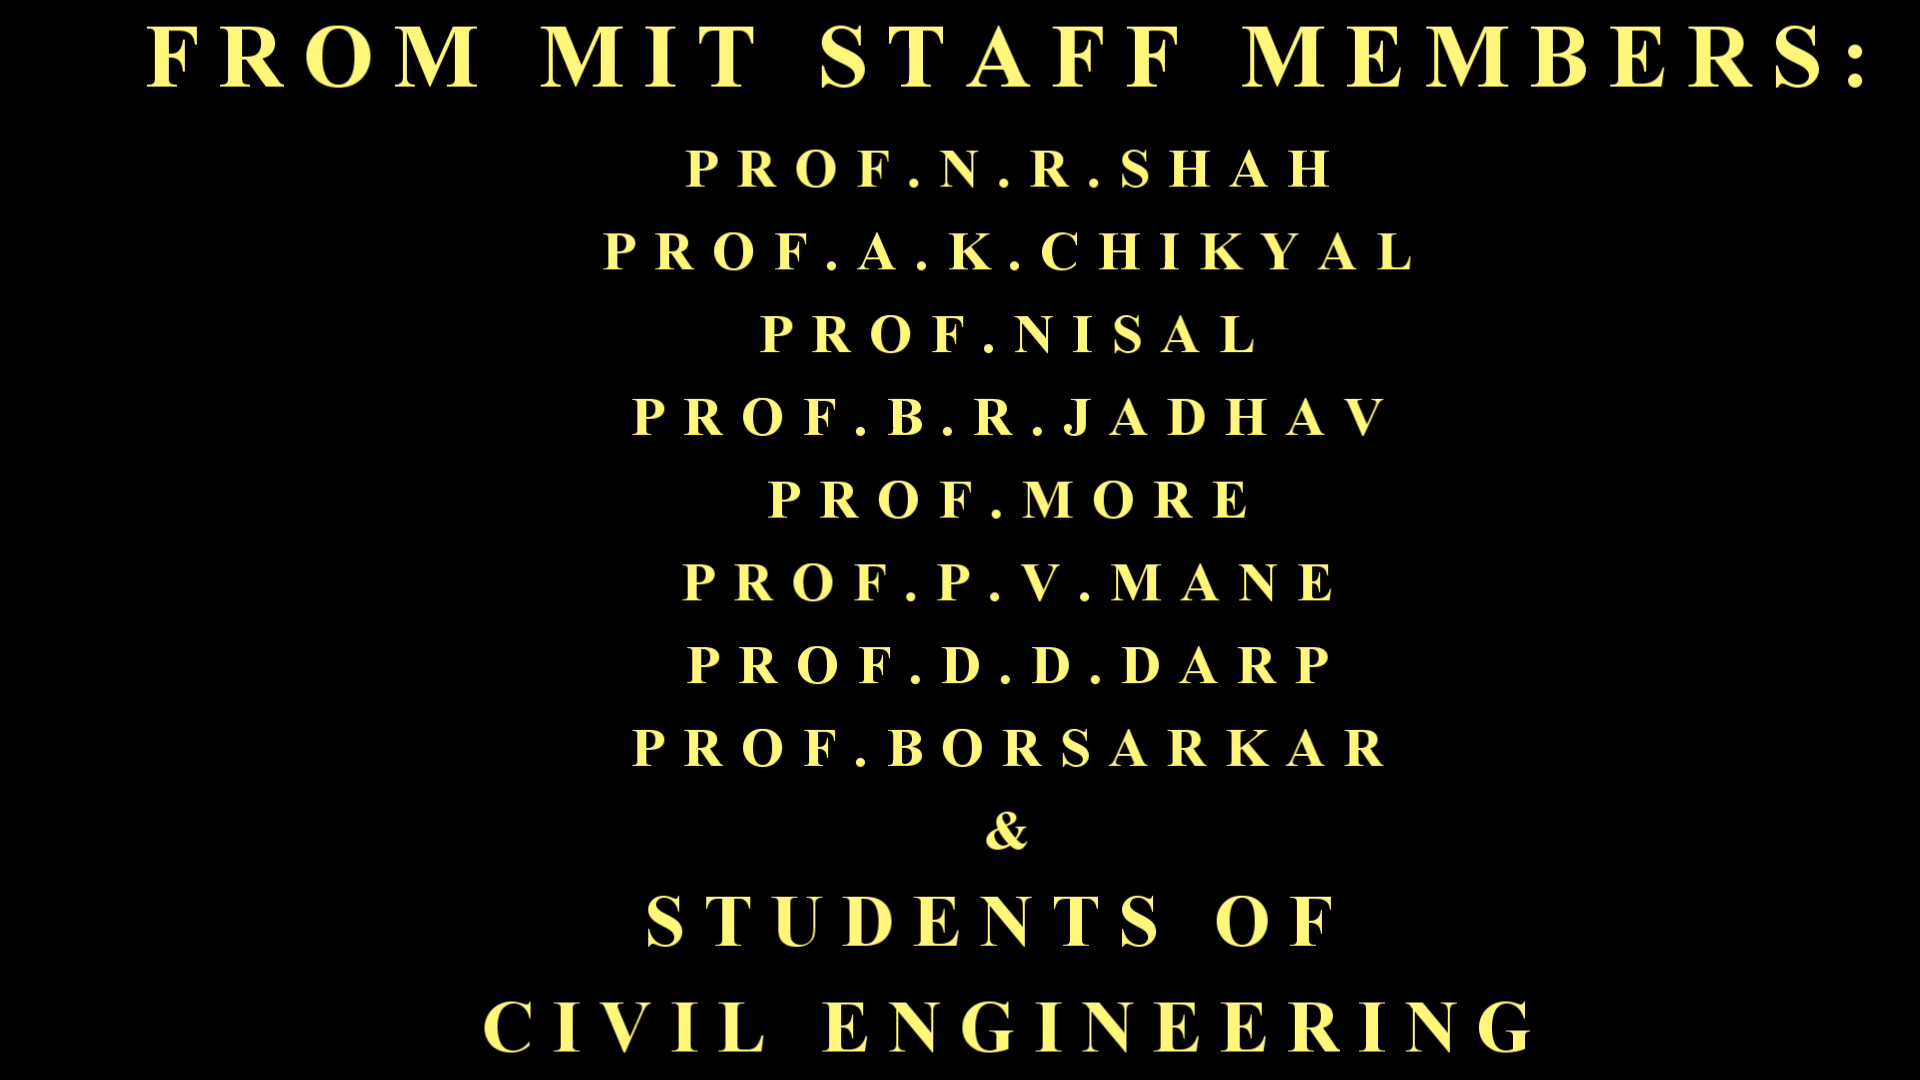 FROM MIT STAFF MEMBERS:
PROF.N.R.SHAH
PROF.A.K.CHIKYAL
PROF.NISAL
PROF.B.R.JADHAV
PROF.MORE
PROF.P.V.MANE
PROF.D.D.DARP
PROF.BORSARKAR
&
STUDENTS OF
CIVIL ENGINEERING